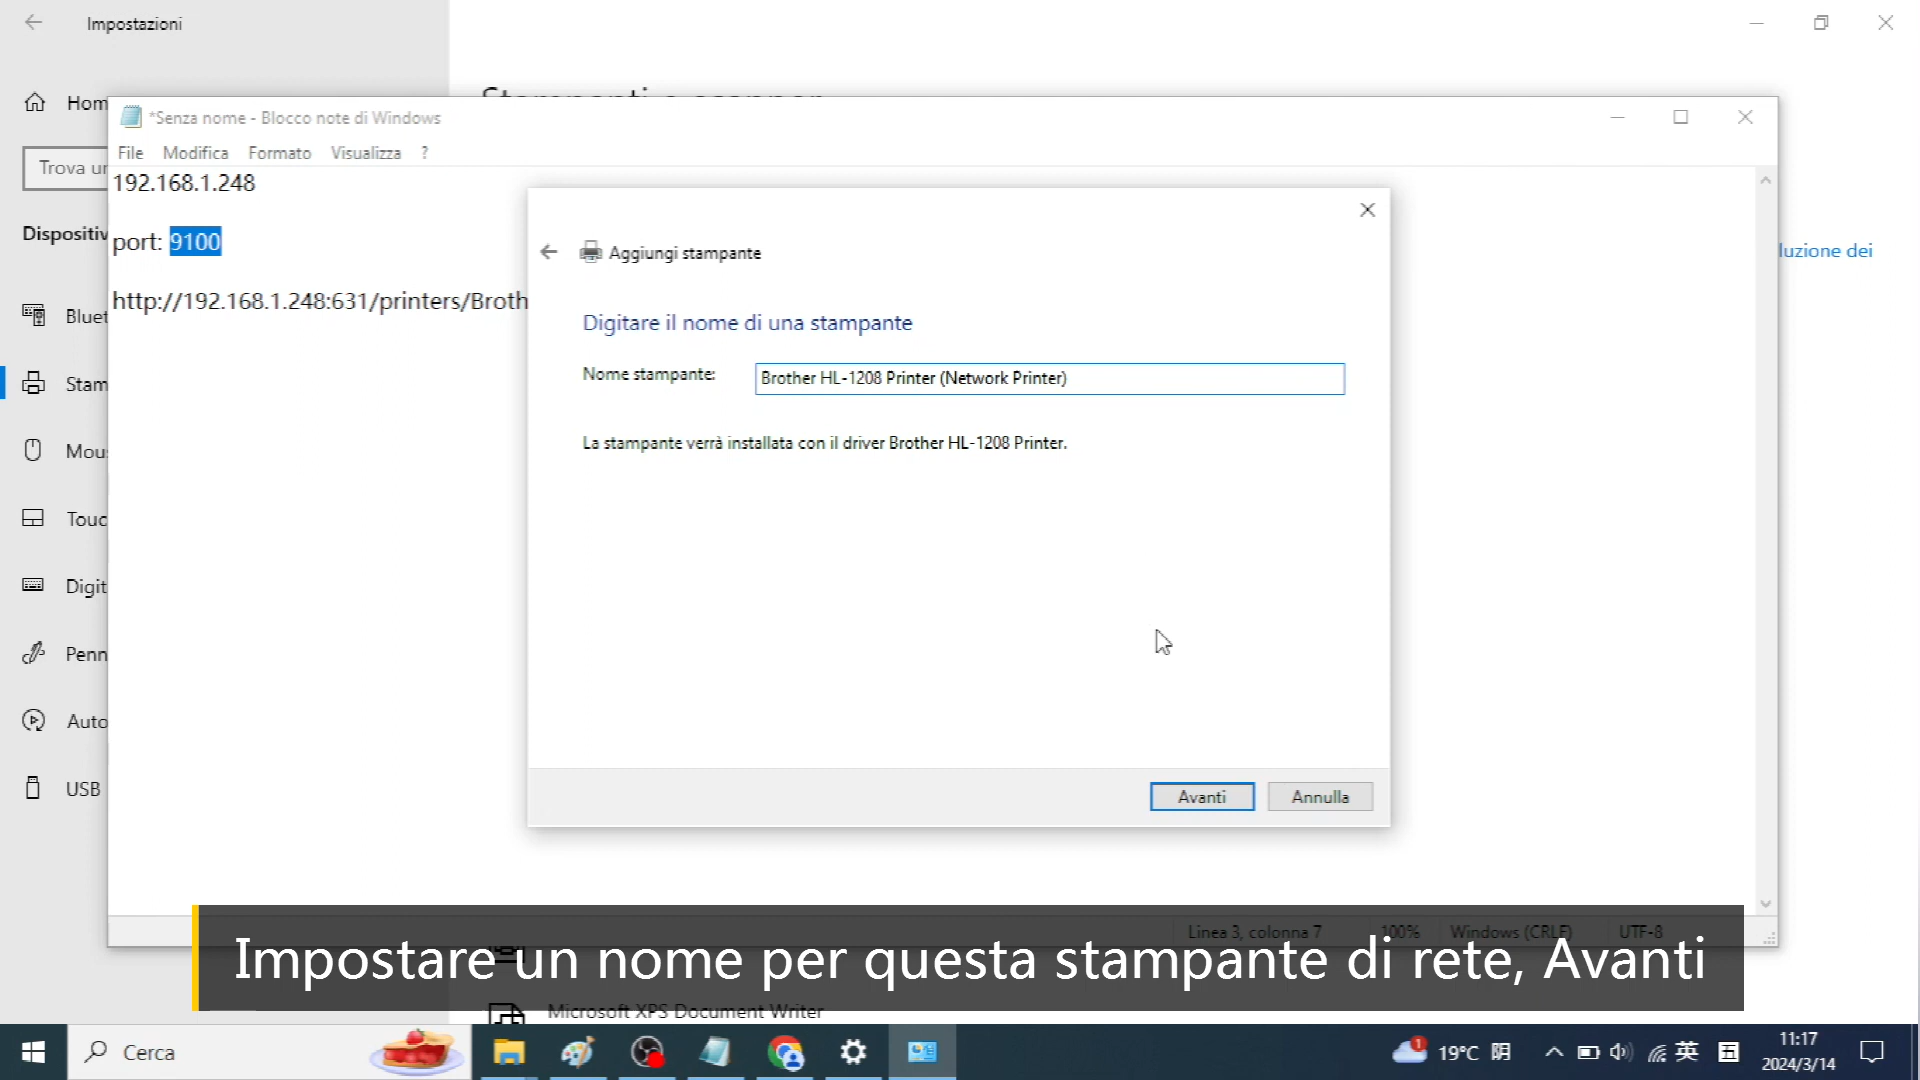 Impostazioni
Hom
Trova ur
Dispositiv
Bluet
Stam
Mou
Touc
Digit
Penn
Auto
USB
Stampanti e scanner
luzione dei
*Senza nome - Blocco note di Windows
File Modifica Formato Visualizza ?
192.168.1.248
port: 9100
http://192.168.1.248:631/printers/Broth
Aggiungi stampante
Digitare il nome di una stampante
Nome stampante:
Brother HL-1208 Printer (Network Printer)
La stampante verrà installata con il driver Brother HL-1208 Printer.
Avanti
Annulla
Linea 3, colonna 7
100%
Windows (CRLF)
UTF-8
Impostare un nome per questa stampante di rete, Avanti
Microsoft XPS Document Writer
Cerca
1
19°C 阴
英
五
11:17
2024/3/14